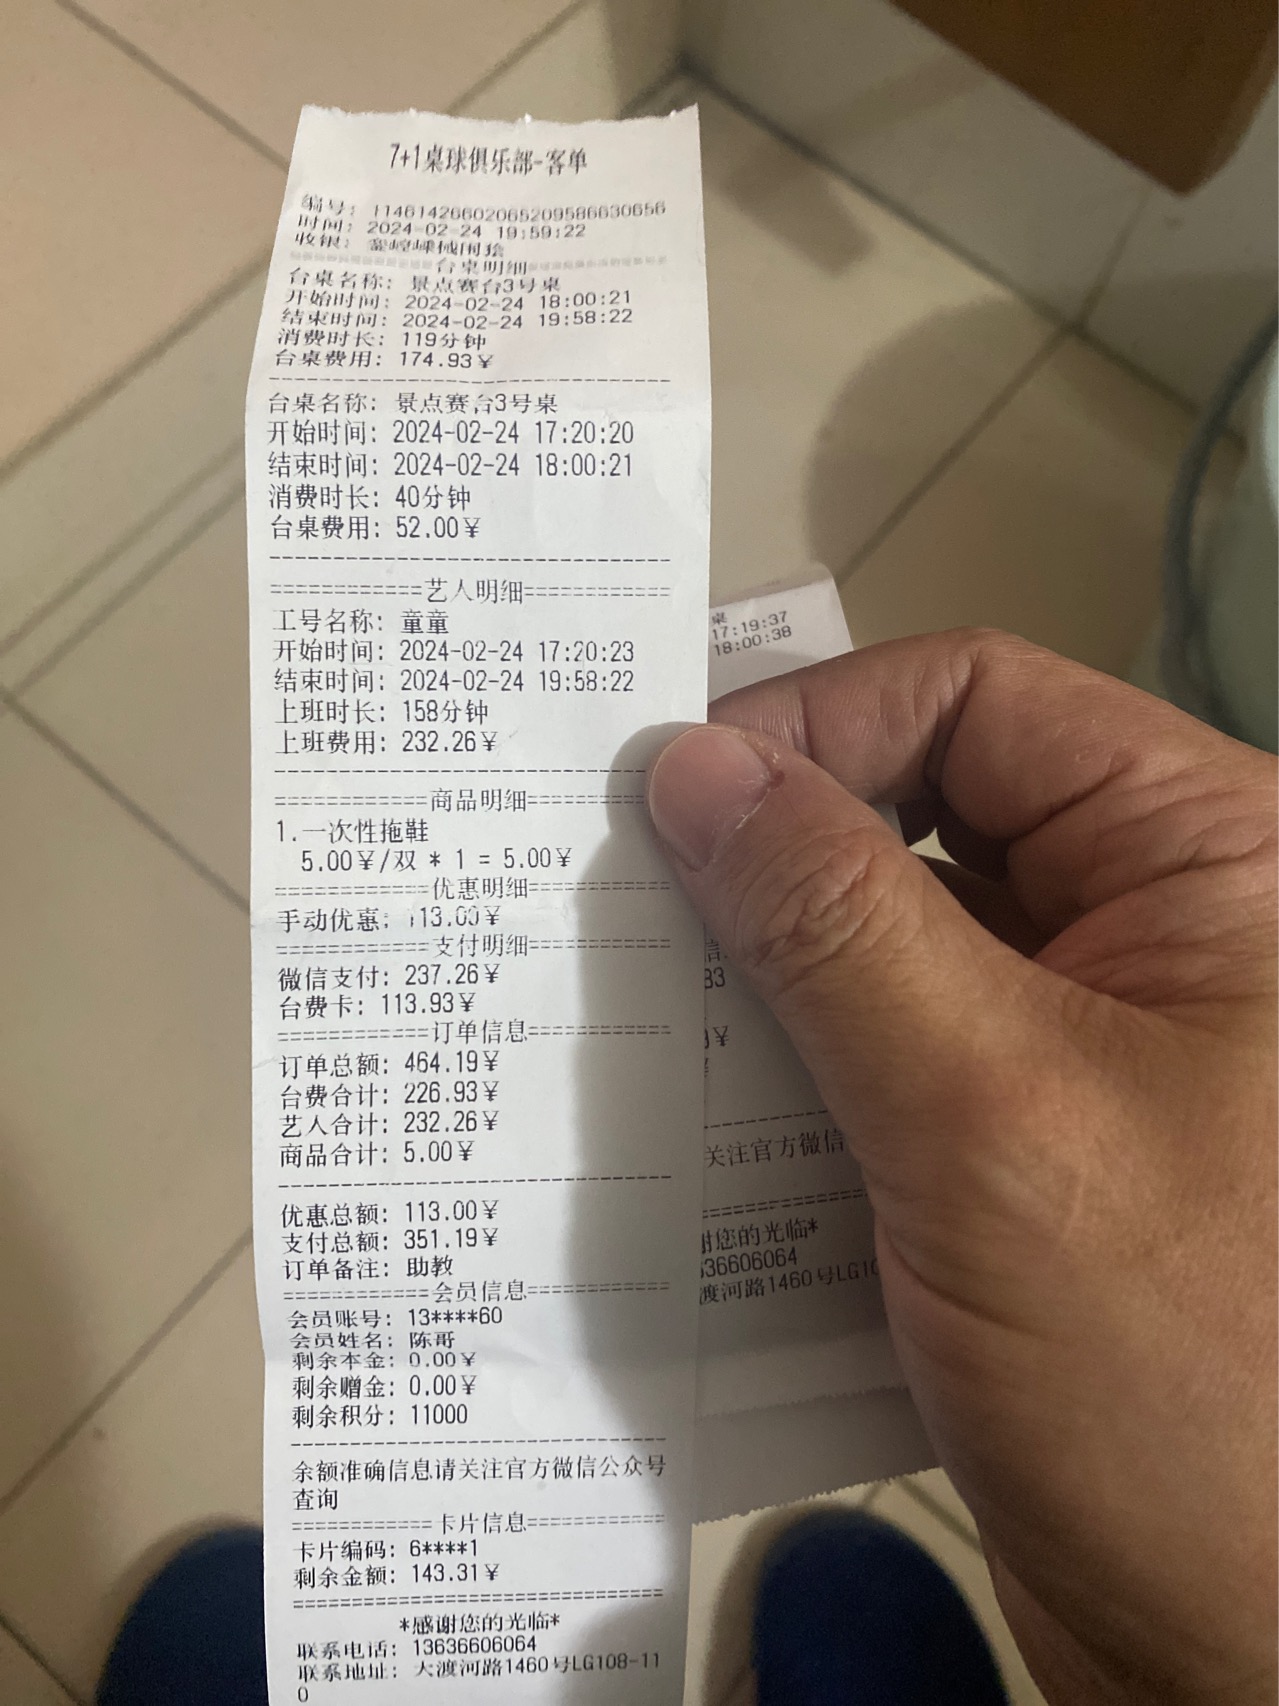 7+1桌球俱乐部-客单
编号: 1146142660206520958663065​6
时间: 2024-02-24 19:59:22
收银:
============台桌明细============
台桌名称: 景点赛台3号桌
开始时间: 2024-02-24 18:00:21
结束时间: 2024-02-24 19:58:22
消费时长: 119分钟
台桌费用: 174.93¥
台桌名称: 景点赛台3号桌
开始时间: 2024-02-24 17:20:20
结束时间: 2024-02-24 18:00:21
消费时长: 40分钟
台桌费用: 52.00¥
============艺人明细============
工号名称: 童童
开始时间: 2024-02-24 17:20:23
结束时间: 2024-02-24 19:58:22
上班时长: 158分钟
上班费用: 232.26¥
============商品明细============
1.一次性拖鞋
5.00¥/双 * 1 = 5.00¥
============优惠明细============
手动优惠: 113.00¥
============支付明细============
微信支付: 237.26¥
台费卡: 113.93¥
============订单信息============
订单总额: 464.19¥
台费合计: 226.93¥
艺人合计: 232.26¥
商品合计: 5.00¥
优惠总额: 113.00¥
支付总额: 351.19¥
订单备注: 助教
============会员信息============
会员账号: 13****60
会员姓名: 陈哥
剩余本金: 0.00¥
剩余赠金: 0.00¥
剩余积分: 11000
余额准确信息请关注官方微信公众号
查询
============卡片信息============
卡片编码: 6****1
剩余金额: 143.31¥
*感谢您的光临*
联系电话: 13636606064
联系地址: 大渡河路1460号LG108-11
0
桌
17:19:37
18:00:38
信
83
9¥
关注官方微信
谢您的光临*
636606064
渡河路1460号LG10